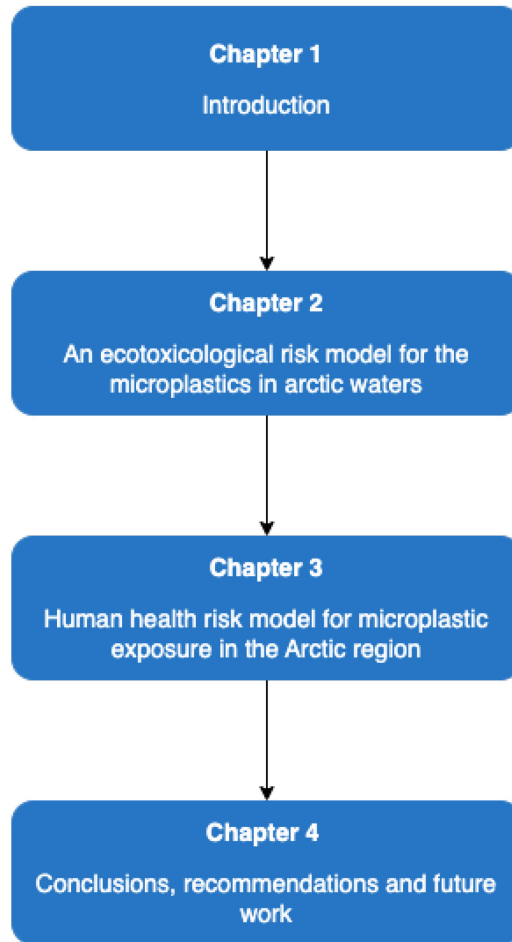 Chapter 1
Introduction
Chapter 2
An ecotoxicological risk model for the
microplastics in arctic waters
Chapter 3
Human health risk model for microplastic
exposure in the Arctic region
Chapter 4
Conclusions, recommendations and future
work